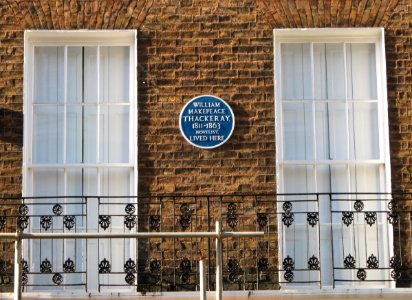 WILLIAM
MAKEPEACE
THACKERAY
1811-1863
NOVELIST
LIVED HERE